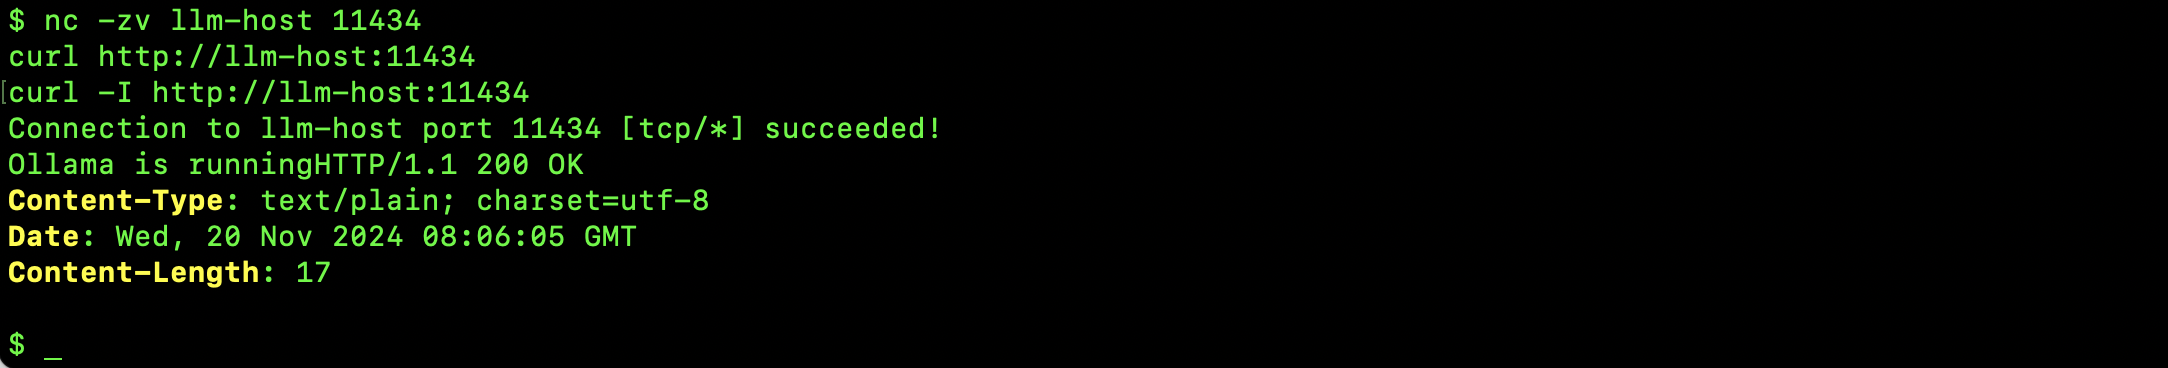 $ nc -zv llm-host 11434
curl http://llm-host:11434
[curl -I http://llm-host:11434
Connection to llm-host port 11434 [tcp/*] succeeded!
Ollama is runningHTTP/1.1 200 OK
Content-Type: text/plain; charset=utf-8
Date: Wed, 20 Nov 2024 08:06:05 GMT
Content-Length: 17
$ _